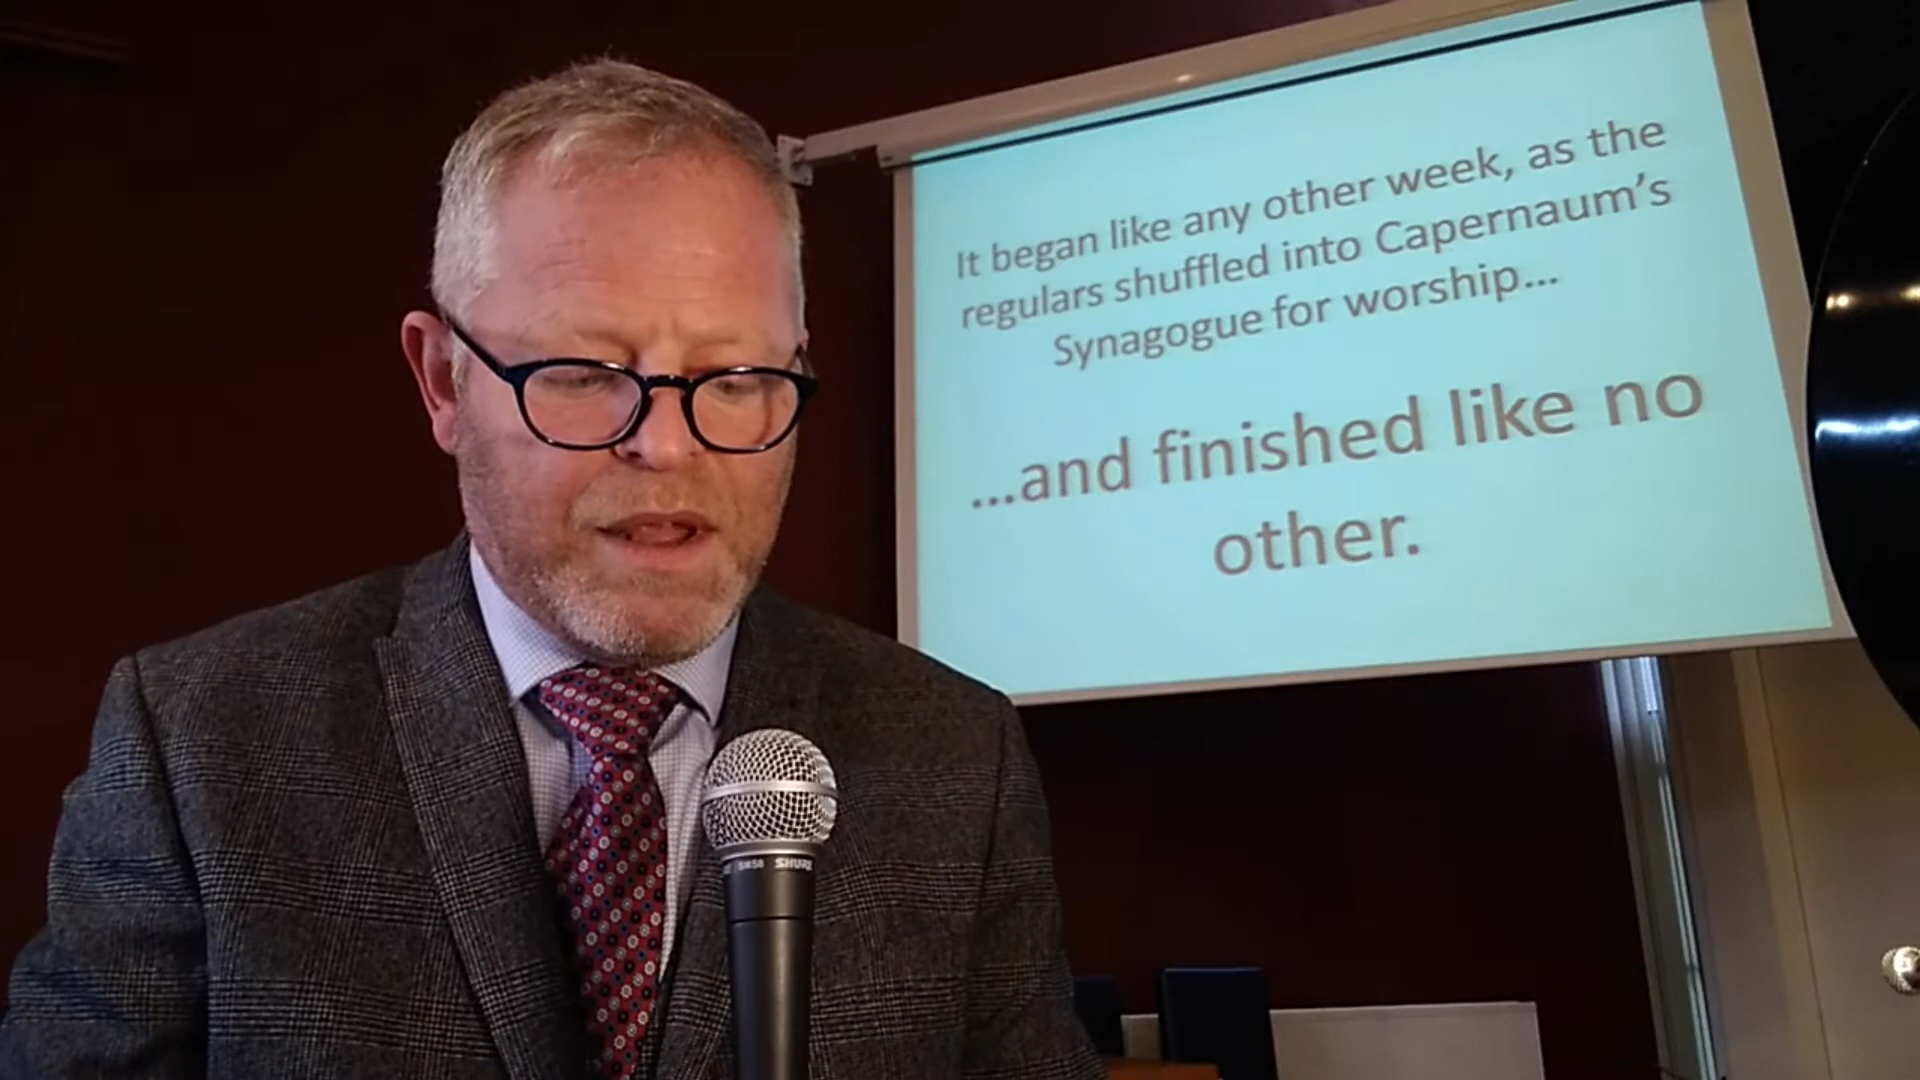 It began like any other week, as the
regulars shuffled into Capernaum’s
Synagogue for worship...
...and finished like no
other.
SM58 SHURE